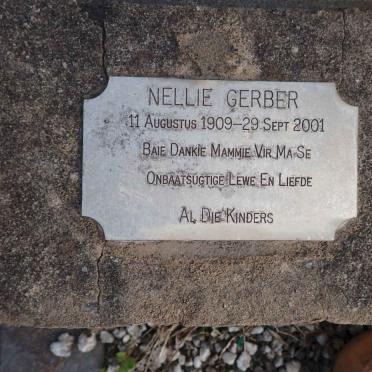 NELLIE GERBER
11 AUGUSTUS 1909-29 SEPT 2001
BAIE DANKIE MAMMIE VIR MA SE
ONBAATSUGTIGE LEWE EN LIEFDE
AL DIE KINDERS